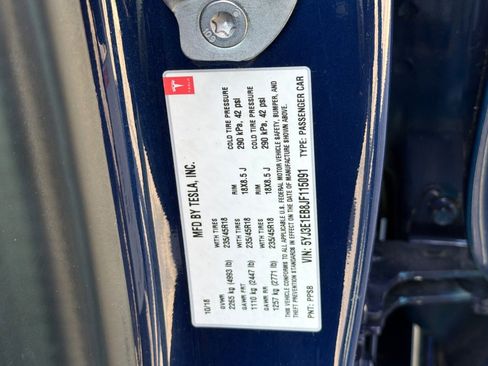 TESLA
MFD BY TESLA, INC.
10/18
GVWR
2265 kg (4993 lb)
GAWR FRT
1110 kg (2447 lb)
GAWR RR
1257 kg (2771 lb)
WITH TIRES
235/45R18
WITH TIRES
235/45R18
WITH TIRES
235/45R18
RIM
18X8.5 J
RIM
18X8.5 J
COLD TIRE PRESSURE
290 kPa, 42 psi
COLD TIRE PRESSURE
290 kPa, 42 psi
THIS VEHICLE CONFORMS TO ALL APPLICABLE U.S. FEDERAL MOTOR VEHICLE SAFETY, BUMPER, AND
THEFT PREVENTION STANDARDS IN EFFECT ON THE DATE OF MANUFACTURE SHOWN ABOVE.
VIN: 5YJ3E1EB8JF115091
TYPE: PASSENGER CAR
PNT: PPSB